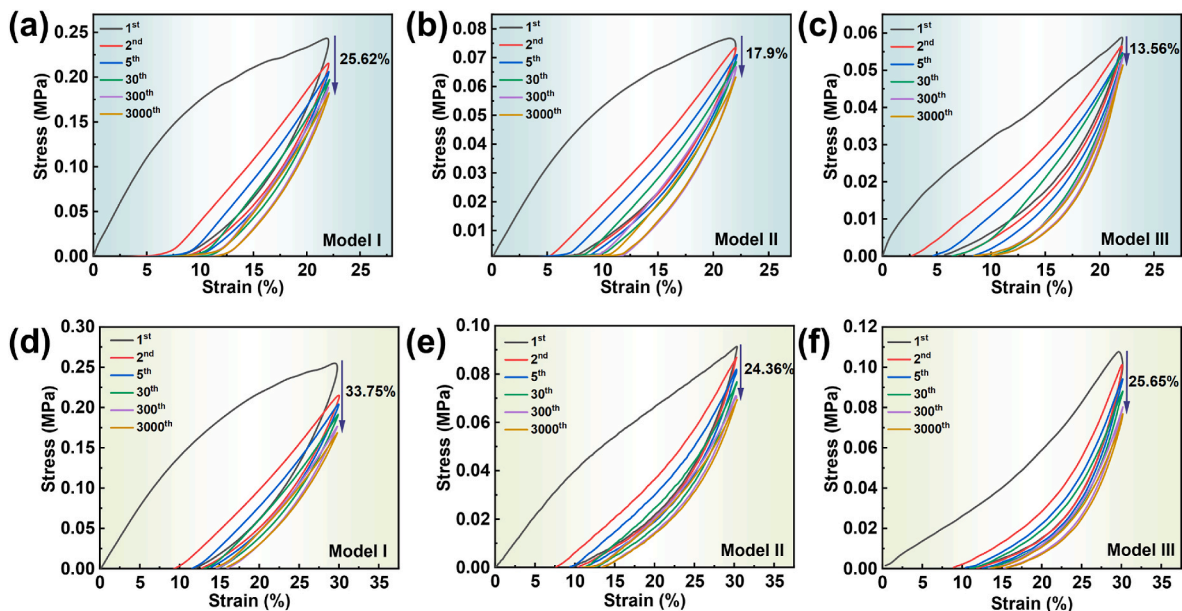 (a)
0.25
0.20
0.15
0.10
0.05
0.00
Stress (MPa)
1st
2nd
5th
30th
300th
3000th
25.62%
Model I
0 5 10 15 20 25
Strain (%)
(b)
0.08
0.07
0.06
0.05
0.04
0.03
0.02
0.01
Stress (MPa)
1st
2nd
5th
30th
300th
3000th
17.9%
Model II
0 5 10 15 20 25
Strain (%)
(c)
0.06
0.05
0.04
0.03
0.02
0.01
0.00
Stress (MPa)
1st
2nd
5th
30th
300th
3000th
13.56%
Model III
0 5 10 15 20 25
Strain (%)
(d)
0.30
0.25
0.20
0.15
0.10
0.05
0.00
Stress (MPa)
1st
2nd
5th
30th
300th
3000th
33.75%
Model I
0 5 10 15 20 25 30 35
Strain (%)
(e)
0.10
0.08
0.06
0.04
0.02
0.00
Stress (MPa)
1st
2nd
5th
30th
300th
3000th
24.36%
Model II
0 5 10 15 20 25 30 35
Strain (%)
(f)
0.12
0.10
0.08
0.06
0.04
0.02
0.00
Stress (MPa)
1st
2nd
5th
30th
300th
3000th
25.65%
Model III
0 5 10 15 20 25 30 35
Strain (%)